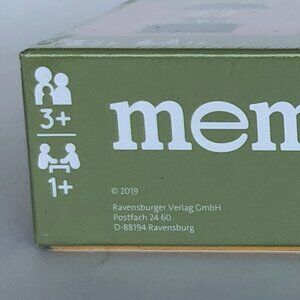 3+
mem
1+
© 2019
Ravensburger Verlag GmbH
Postfach 24 60
D-88194 Ravensburg